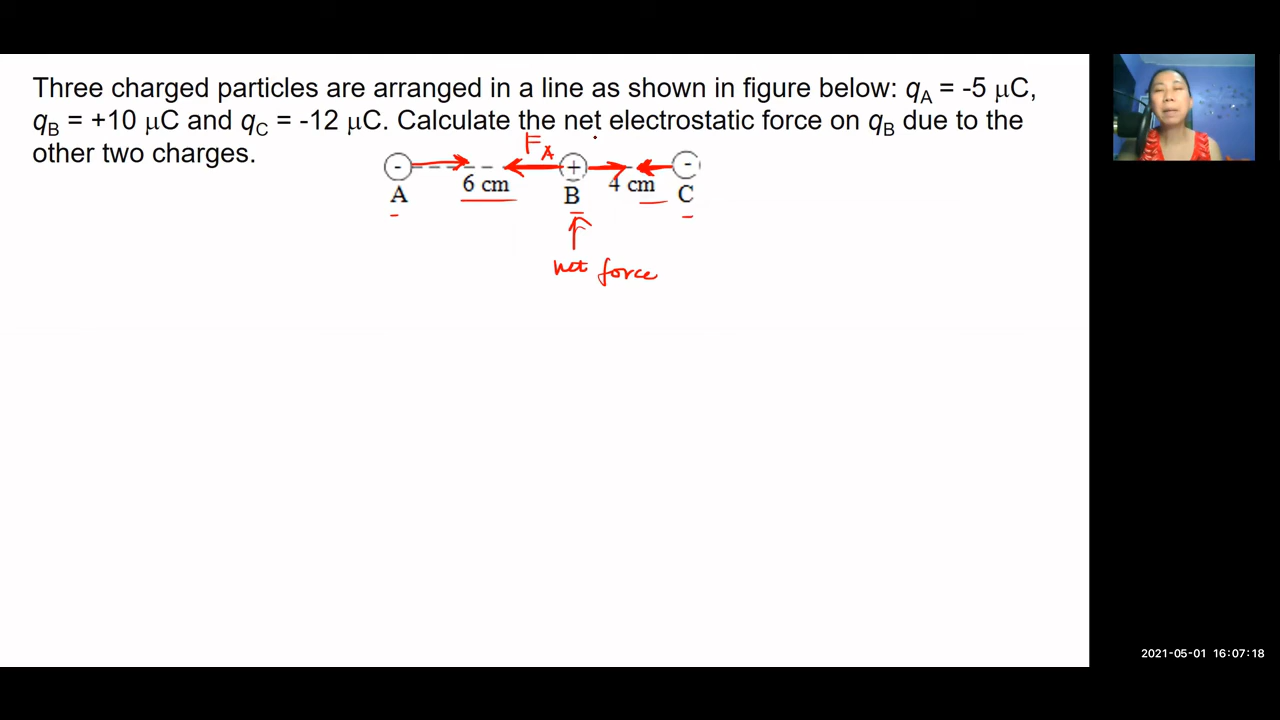 Three charged particles are arranged in a line as shown in figure below: qA = -5 μC,
qB = +10 μC and qC = -12 μC. Calculate the net electrostatic force on qB due to the
other two charges.
FA
- + -
6 cm 4 cm
A B C
net force
2021-05-01 16:07:18